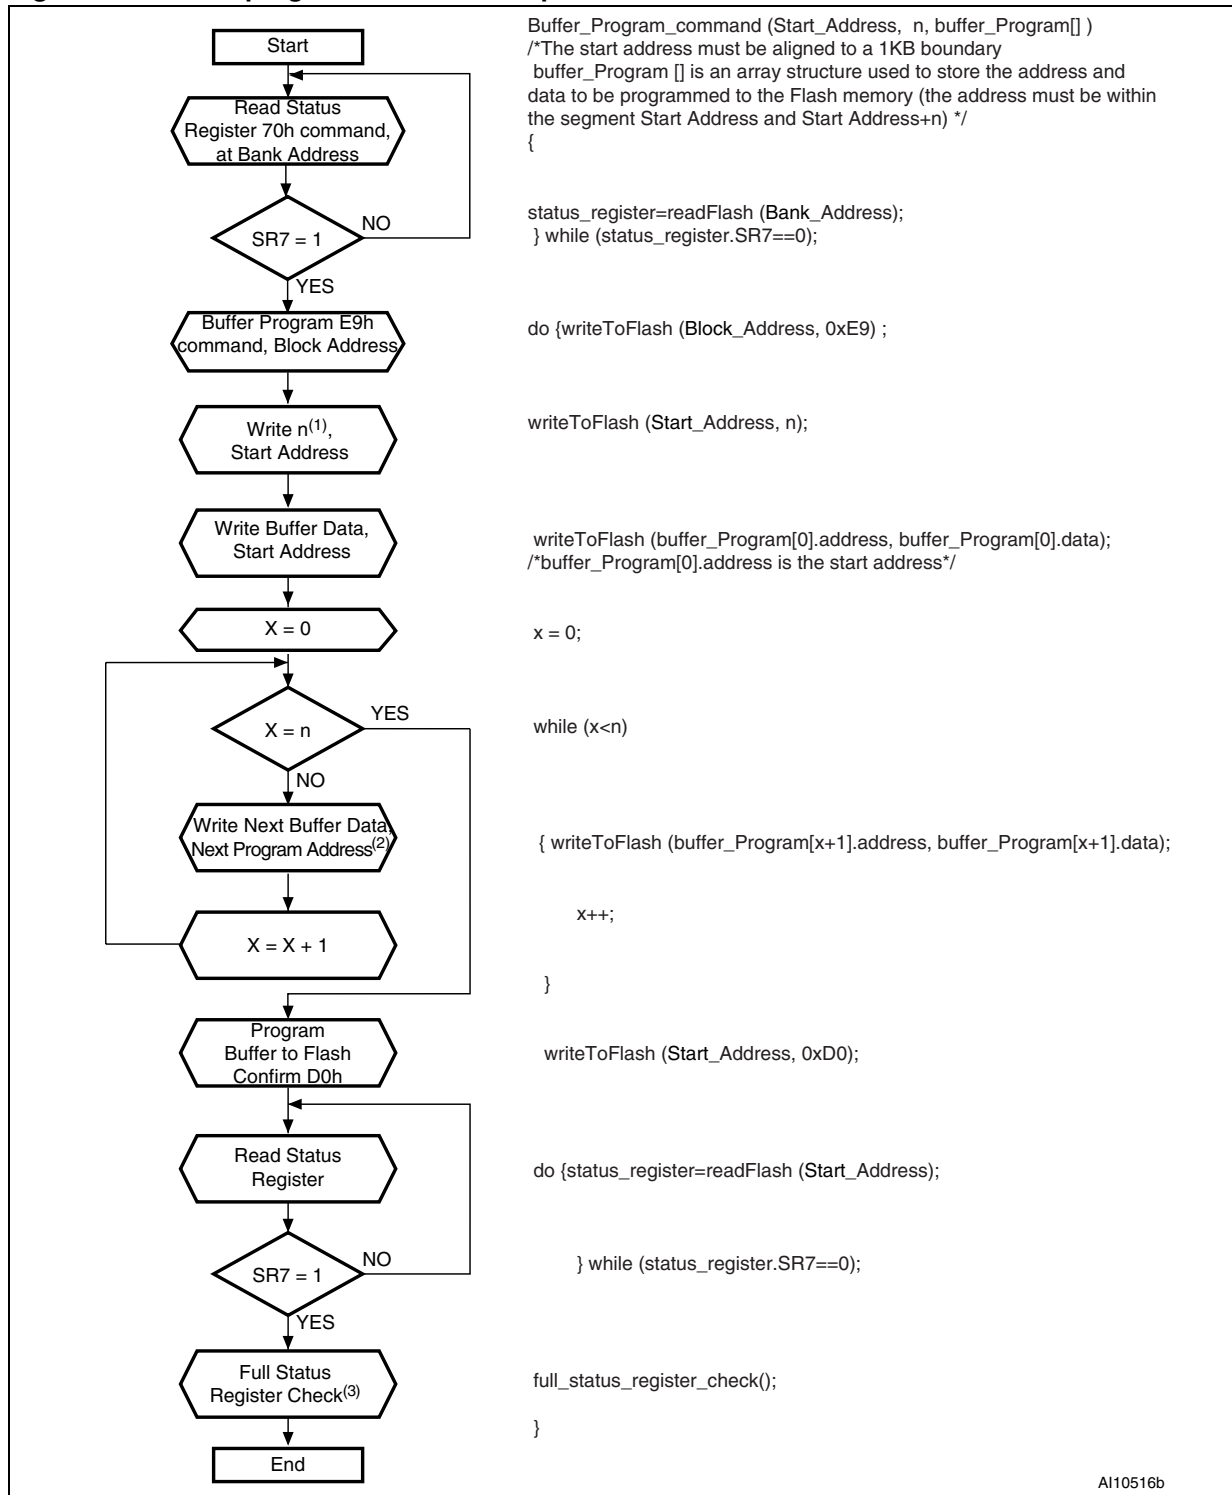 Start
Read Status
Register 70h command,
at Bank Address
SR7 = 1
NO
YES
Buffer Program E9h
command, Block Address
Write n(1),
Start Address
Write Buffer Data,
Start Address
X = 0
X = n
YES
NO
Write Next Buffer Data,
Next Program Address(2)
X = X + 1
Program
Buffer to Flash
Confirm D0h
Read Status
Register
SR7 = 1
NO
YES
Full Status
Register Check(3)
End
Buffer_Program_command (Start_Address, n, buffer_Program[] )
/*The start address must be aligned to a 1KB boundary
buffer_Program [] is an array structure used to store the address and
data to be programmed to the Flash memory (the address must be within
the segment Start Address and Start Address+n) */
{
status_register=readFlash (Bank_Address);
} while (status_register.SR7==0);
do {writeToFlash (Block_Address, 0xE9) ;
writeToFlash (Start_Address, n);
writeToFlash (buffer_Program[0].address, buffer_Program[0].data);
/*buffer_Program[0].address is the start address*/
x = 0;
while (x<n)
{ writeToFlash (buffer_Program[x+1].address, buffer_Program[x+1].data);
x++;
}
writeToFlash (Start_Address, 0xD0);
do {status_register=readFlash (Start_Address);
} while (status_register.SR7==0);
full_status_register_check();
}
AI10516b